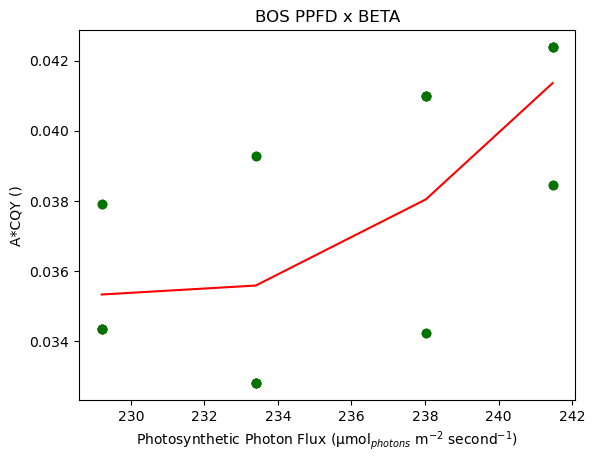 BOS PPFD x BETA
A*CQY ()
0.042
0.040
0.038
0.036
0.034
230 232 234 236 238 240 242
Photosynthetic Photon Flux (μmol$_{photons}$ m$^{-2}$ second$^{-1}$)